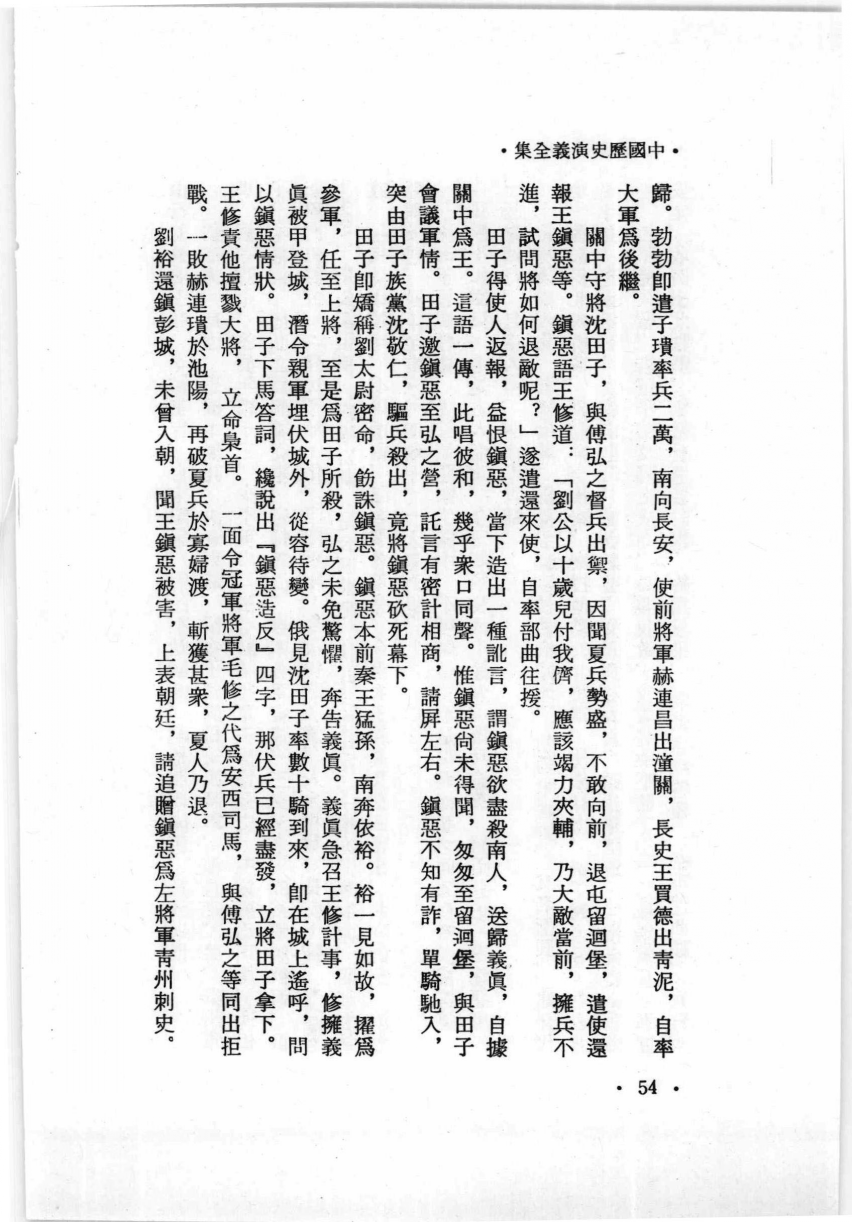 ・中國歷史演義全集・
歸。勃勃卽遣子璝率兵二萬，南向長安，使前將軍赫連昌出潼關，長史王買德出靑泥，自率
大軍爲後繼。
關中守將沈田子，與傅弘之督兵出禦，因聞夏兵勢盛，不敢向前，退屯留迴堡，遣使還
報王鎭惡等。鎭惡語王修道：「劉公以十歲兒付我儕，應該竭力夾輔，乃大敵當前，擁兵不
進，試問將如何退敵呢？」遂遣還來使，自率部曲往援。
田子得使人返報，益恨鎭惡，當下造出一種訛言，謂鎭惡欲盡殺南人，送歸義眞，自據
關中爲王。這語一傳，此唱彼和，幾乎衆口同聲。惟鎭惡尙未得聞，匆匆至留迴堡，與田子
會議軍情。田子邀鎭惡至弘之營，託言有密計相商，請屏左右。鎭惡不知有詐，單騎馳入，
突由田子族黨沈敬仁，驅兵殺出，竟將鎭惡砍死幕下。
田子卽矯稱劉太尉密命，飭誅鎭惡。鎭惡本前秦王猛孫，南奔依裕。裕一見如故，擢爲
參軍，任至上將，至是爲田子所殺，弘之未免驚懼，奔告義眞。義眞急召王修計事，修擁義
眞被甲登城，潛令親軍埋伏城外，從容待變。俄見沈田子率數十騎到來，卽在城上遙呼，問
以鎭惡情狀。田子下馬答詞，纔說出『鎭惡造反』四字，那伏兵已經盡發，立將田子拿下。
王修責他擅戮大將，立命梟首。一面令冠軍將軍毛修之代爲安西司馬，與傅弘之等同出拒
戰。一敗赫連璝於池陽，再破夏兵於寡婦渡，斬獲甚衆，夏人乃退。
劉裕還鎭彭城，未曾入朝，聞王鎭惡被害，上表朝廷，請追贈鎭惡爲左將軍靑州刺史。
・54・